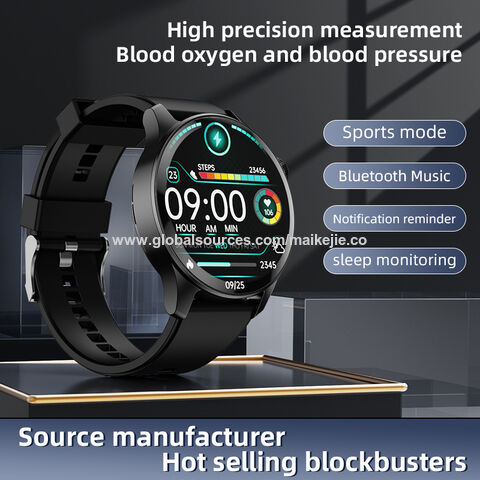 High precision measurement
Blood oxygen and blood pressure
Sports mode
Bluetooth Music
Notification reminder
sleep monitoring
STEPS 23456
23
09:00
106
HOUR AM MIN
WED
www.globalsources.com/maikejie.co
2345
09/25
Source manufacturer
Hot selling blockbusters